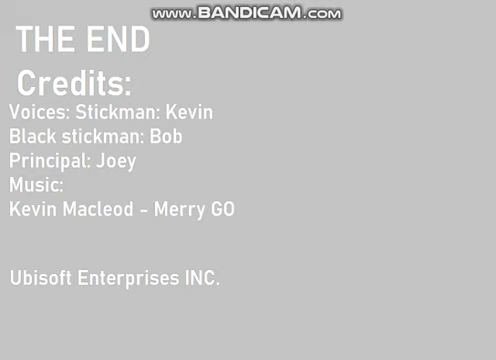 www.BANDICAM.com
THE END
Credits:
Voices: Stickman: Kevin
Black stickman: Bob
Principal: Joey
Music:
Kevin Macleod - Merry GO
Ubisoft Enterprises INC.